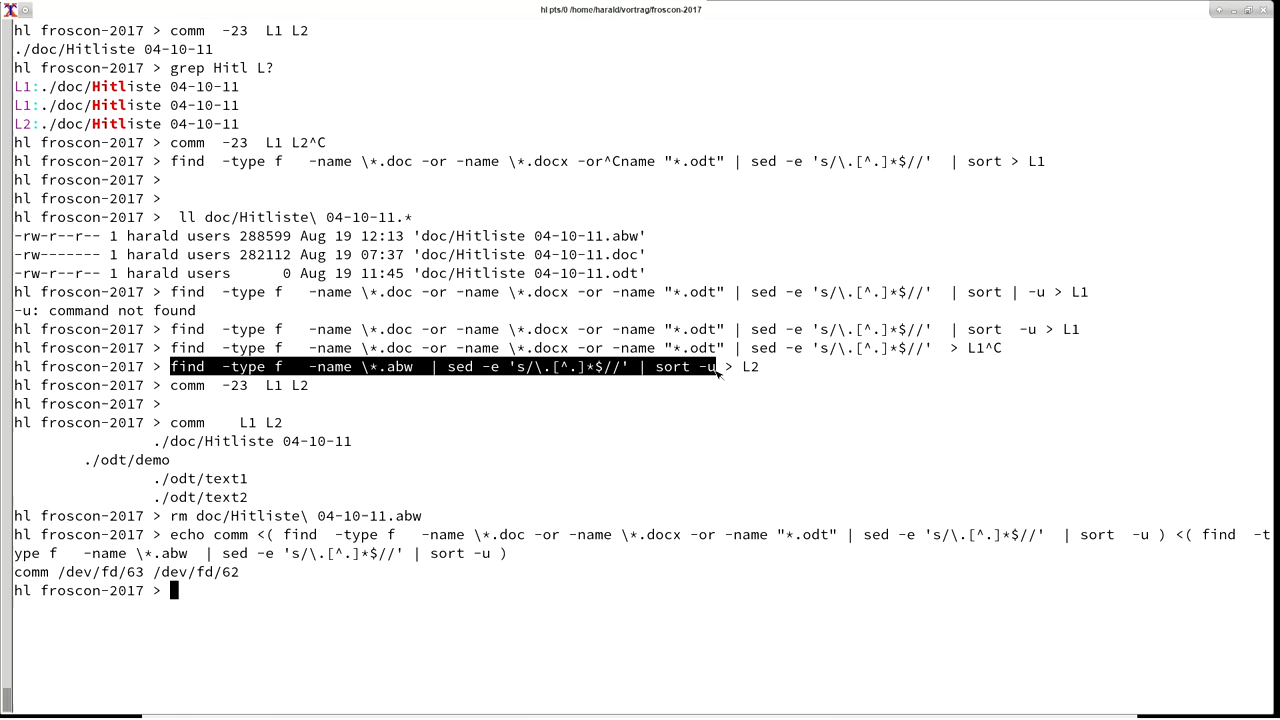 hl pts/0 /home/harald/vortrag/froscon-2017
hl froscon-2017 > comm  -23  L1 L2
./doc/Hitliste 04-10-11
hl froscon-2017 > grep Hitl L?
L1:./doc/Hitliste 04-10-11
L1:./doc/Hitliste 04-10-11
L2:./doc/Hitliste 04-10-11
hl froscon-2017 > comm  -23  L1 L2^C
hl froscon-2017 > find  -type f   -name \*.doc -or -name \*.docx -or^Cname "*.odt" | sed -e 's/\.[^.]*$//'  | sort > L1
hl froscon-2017 >
hl froscon-2017 >
hl froscon-2017 >  ll doc/Hitliste\ 04-10-11.*
-rw-r--r-- 1 harald users 288599 Aug 19 12:13 'doc/Hitliste 04-10-11.abw'
-rw------- 1 harald users 282112 Aug 19 07:37 'doc/Hitliste 04-10-11.doc'
-rw-r--r-- 1 harald users      0 Aug 19 11:45 'doc/Hitliste 04-10-11.odt'
hl froscon-2017 > find  -type f   -name \*.doc -or -name \*.docx -or -name "*.odt" | sed -e 's/\.[^.]*$//'  | sort | -u > L1
-u: command not found
hl froscon-2017 > find  -type f   -name \*.doc -or -name \*.docx -or -name "*.odt" | sed -e 's/\.[^.]*$//'  | sort  -u > L1
hl froscon-2017 > find  -type f   -name \*.doc -or -name \*.docx -or -name "*.odt" | sed -e 's/\.[^.]*$//'  > L1^C
hl froscon-2017 > find  -type f   -name \*.abw  | sed -e 's/\.[^.]*$//' | sort -u > L2
hl froscon-2017 > comm  -23  L1 L2
hl froscon-2017 >
hl froscon-2017 > comm    L1 L2
                ./doc/Hitliste 04-10-11
        ./odt/demo
                ./odt/text1
                ./odt/text2
hl froscon-2017 > rm doc/Hitliste\ 04-10-11.abw
hl froscon-2017 > echo comm <( find  -type f   -name \*.doc -or -name \*.docx -or -name "*.odt" | sed -e 's/\.[^.]*$//'  | sort  -u ) <( find  -t
ype f   -name \*.abw  | sed -e 's/\.[^.]*$//' | sort -u )
comm /dev/fd/63 /dev/fd/62
hl froscon-2017 >